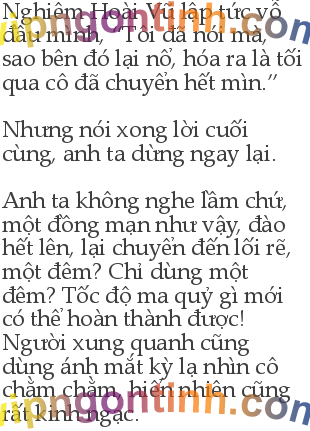 Nghiêm Hoài Vũ lập tức vỗ
đầu mình, “Tôi đã nói mà,
sao bên đó lại nổ, hóa ra là tối
qua cô đã chuyển hết mìn.”

Nhưng nói xong lời cuối
cùng, anh ta dừng ngay lại.

Anh ta không nghe lầm chứ,
một đồng mạn như vậy, đào
hết lên, lại chuyển đến lối rẽ,
một đêm? Chỉ dùng một
đêm? Tốc độ ma quỷ gì mới
có thể hoàn thành được!
Người xung quanh cũng
dùng ánh mắt kỳ lạ nhìn cô
chằm chằm, hiển nhiên cũng
rất kinh ngạc.